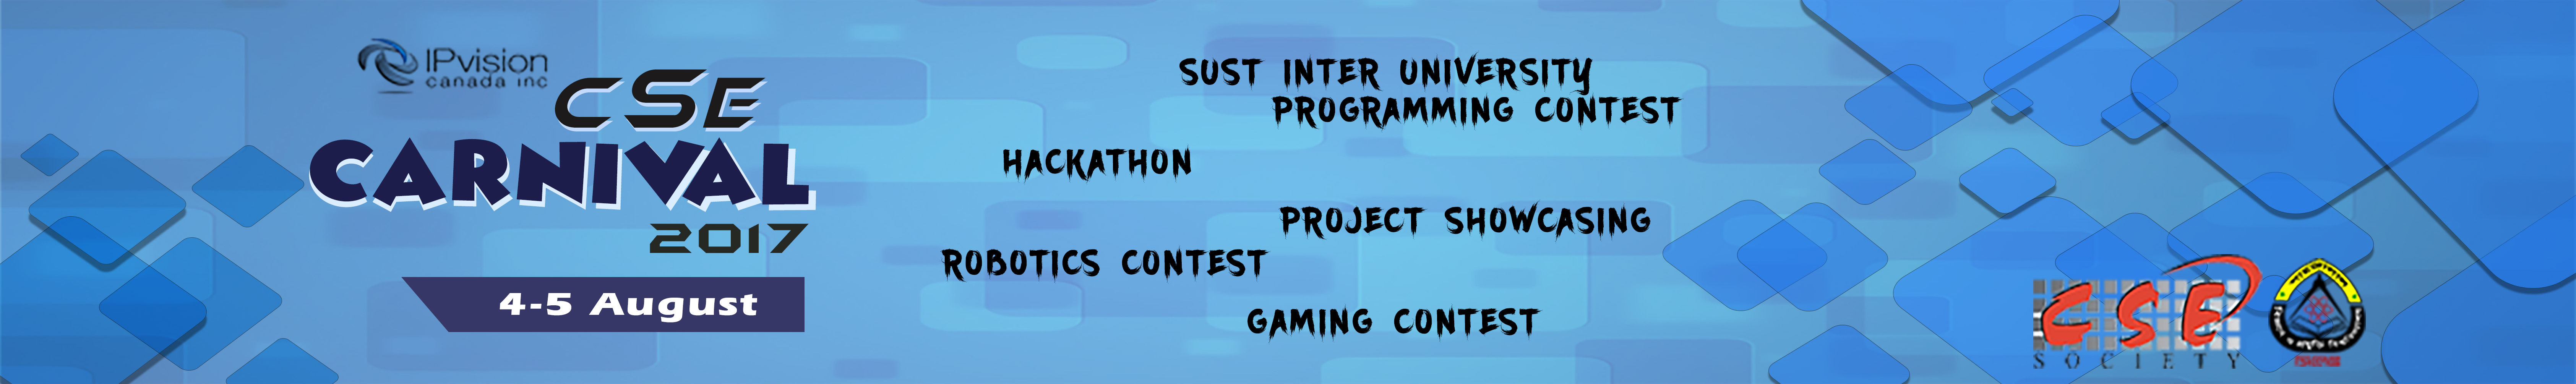 IPvision
canada inc
CSE
CARNIVAL
2017
4-5 August
SUST INTER UNIVERSITY
PROGRAMMING CONTEST
HACKATHON
PROJECT SHOWCASING
ROBOTICS CONTEST
GAMING CONTEST
CSE
SOCIETY